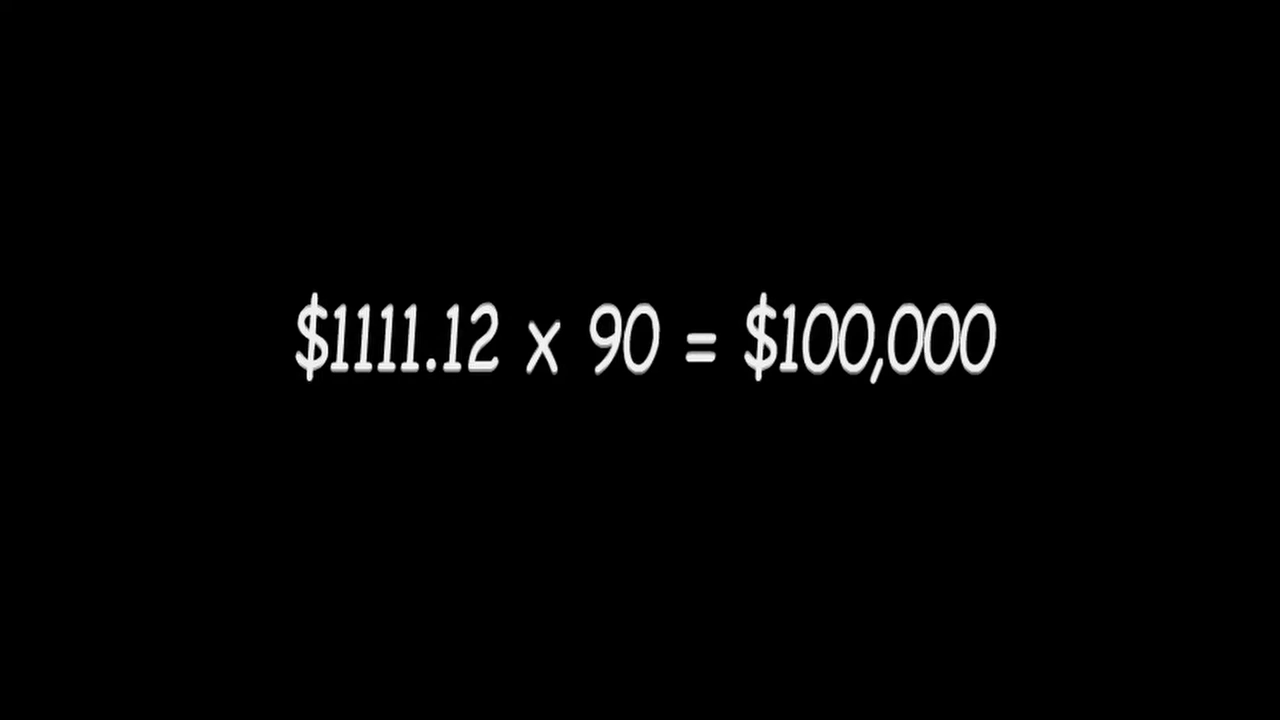 $1111.12 x 90 = $100,000